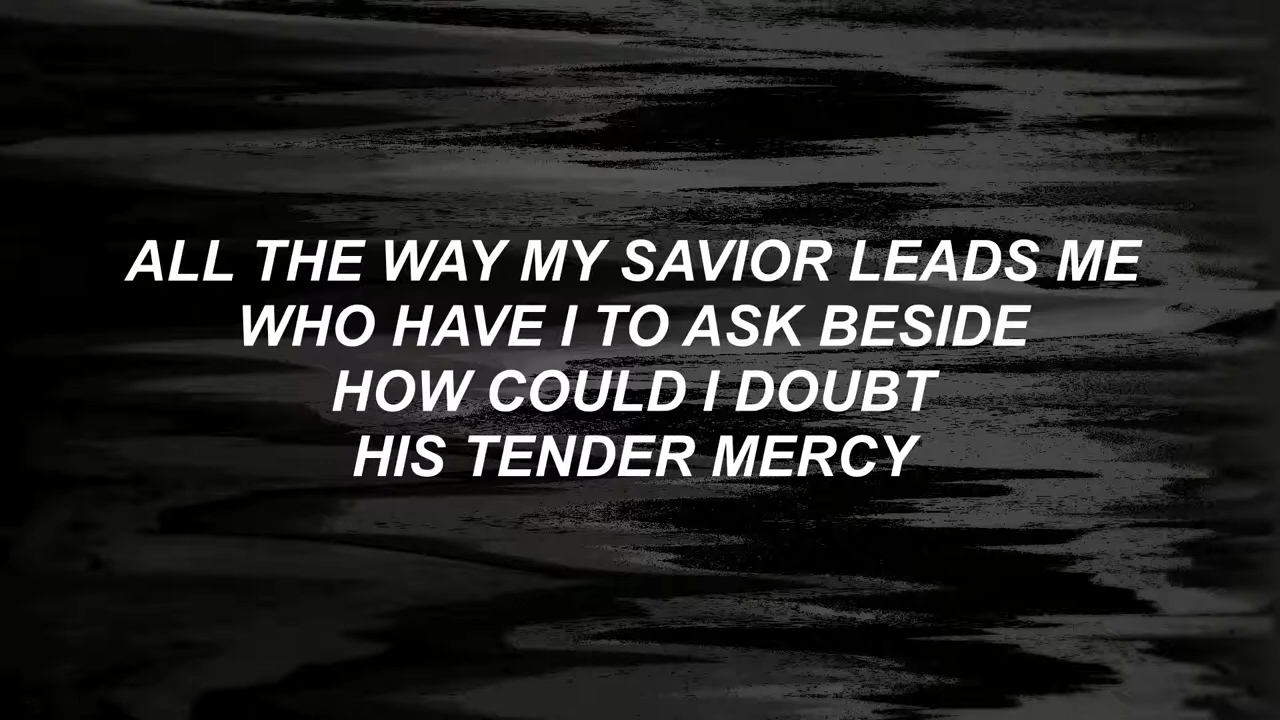 ALL THE WAY MY SAVIOR LEADS ME
WHO HAVE I TO ASK BESIDE
HOW COULD I DOUBT
HIS TENDER MERCY